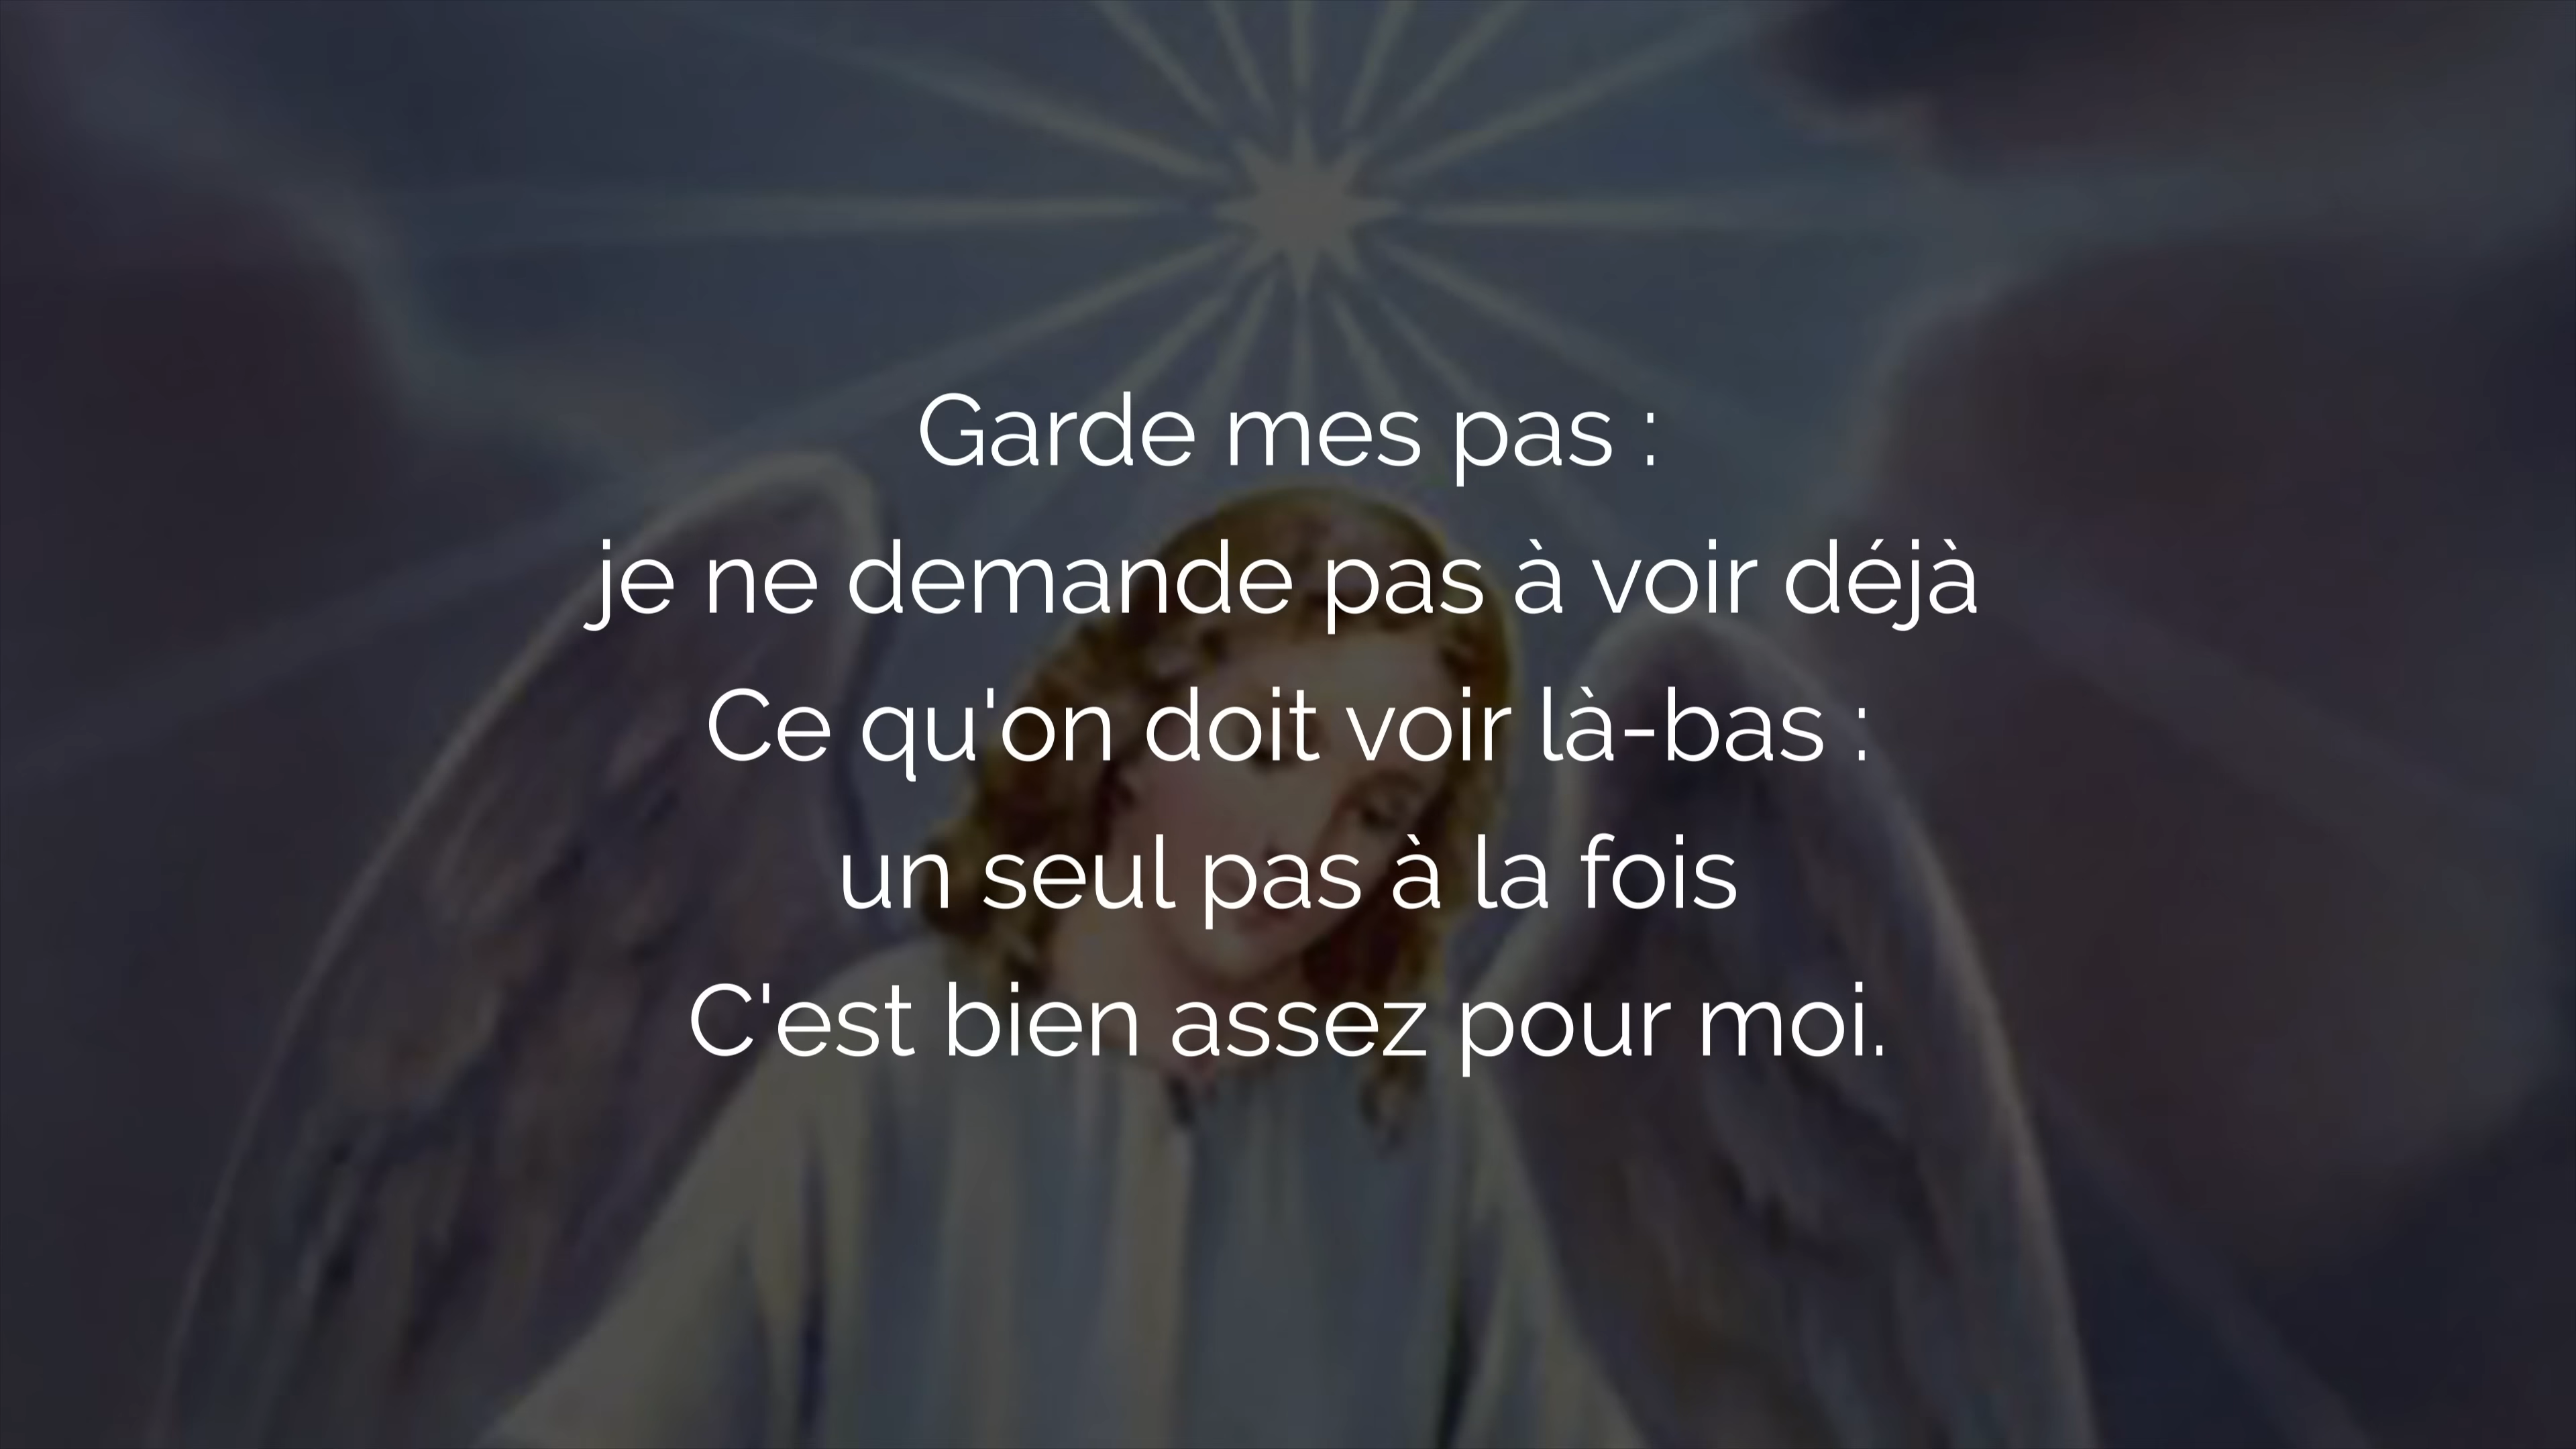 Garde mes pas :
je ne demande pas à voir déjà
Ce qu'on doit voir là-bas :
un seul pas à la fois
C'est bien assez pour moi.